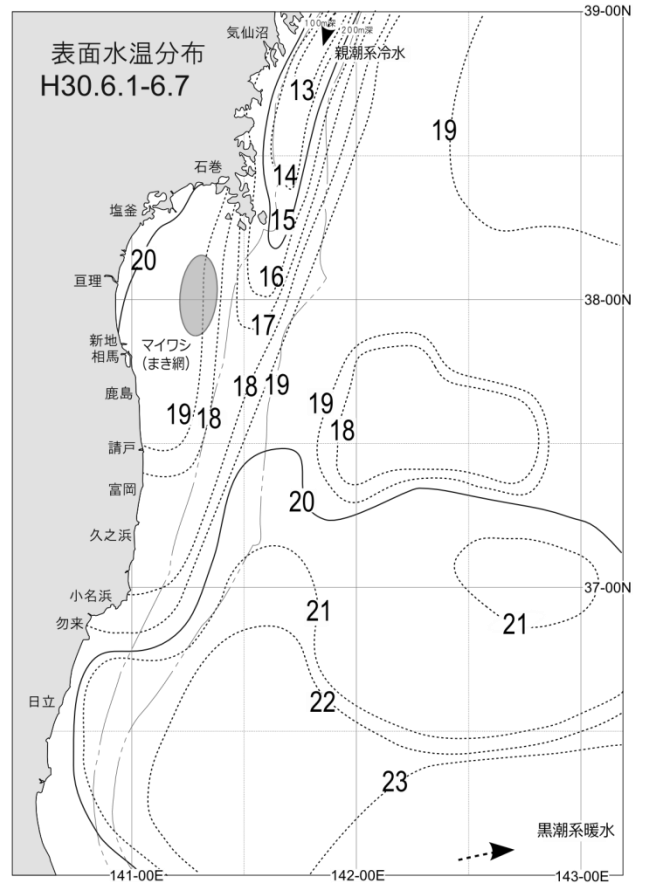 39-00N
気仙沼
100m深
200m深
表面水温分布
H30.6.1-6.7
親潮系冷水
13
19
石巻
14
塩釜
15
20
亘理
16
38-00N
17
新地
相馬
マイワシ
(まき網)
鹿島
18
19
19
18
19
18
請戸
富岡
20
久之浜
37-00N
小名浜
21
21
勿来
22
日立
23
黒潮系暖水
141-00E
142-00E
143-00E